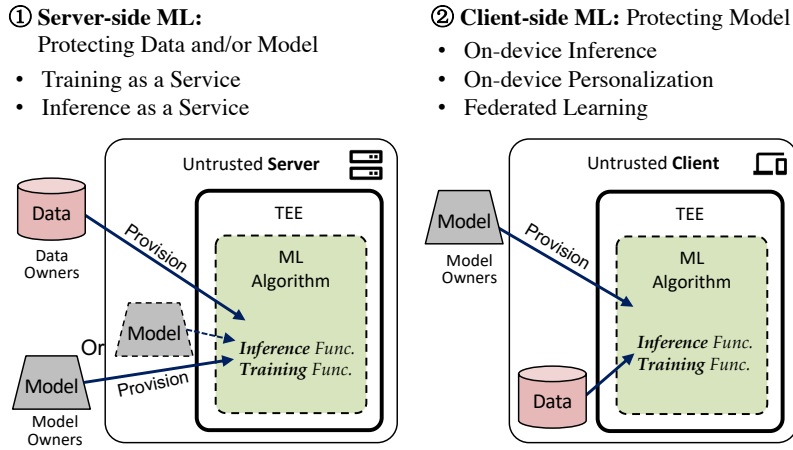 ① Server-side ML:
Protecting Data and/or Model
• Training as a Service
• Inference as a Service
Untrusted Server
TEE
Data
Data
Owners
Provision
ML
Algorithm
Model
Or
Inference Func.
Training Func.
Model
Provision
Model
Owners
② Client-side ML: Protecting Model
• On-device Inference
• On-device Personalization
• Federated Learning
Untrusted Client
TEE
Model
Model
Owners
Provision
ML
Algorithm
Inference Func.
Training Func.
Data